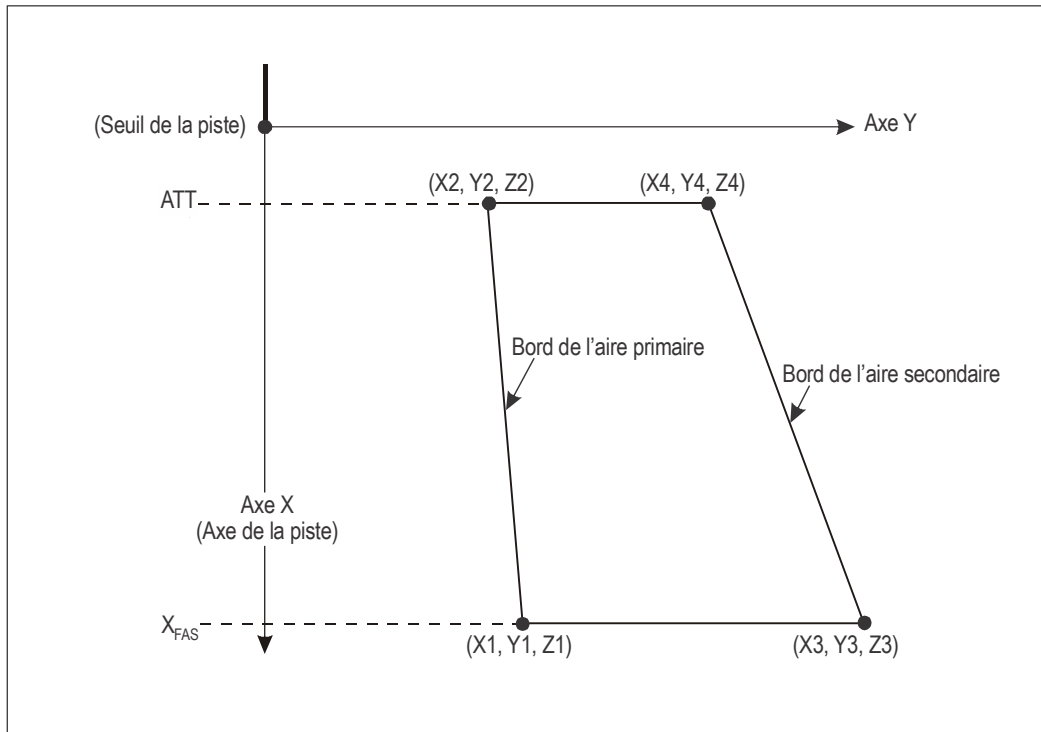 (Seuil de la piste)
Axe Y
ATT
(X2, Y2, Z2)
(X4, Y4, Z4)
Bord de l'aire primaire
Bord de l'aire secondaire
Axe X
(Axe de la piste)
XFAS
(X1, Y1, Z1)
(X3, Y3, Z3)